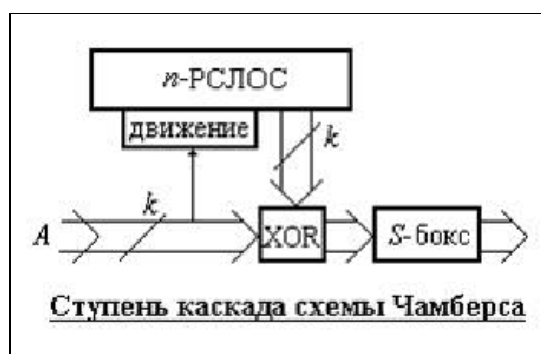 n-РСЛОС
движение
k
k
A
XOR
S-бокс
Ступень каскада схемы Чамберса